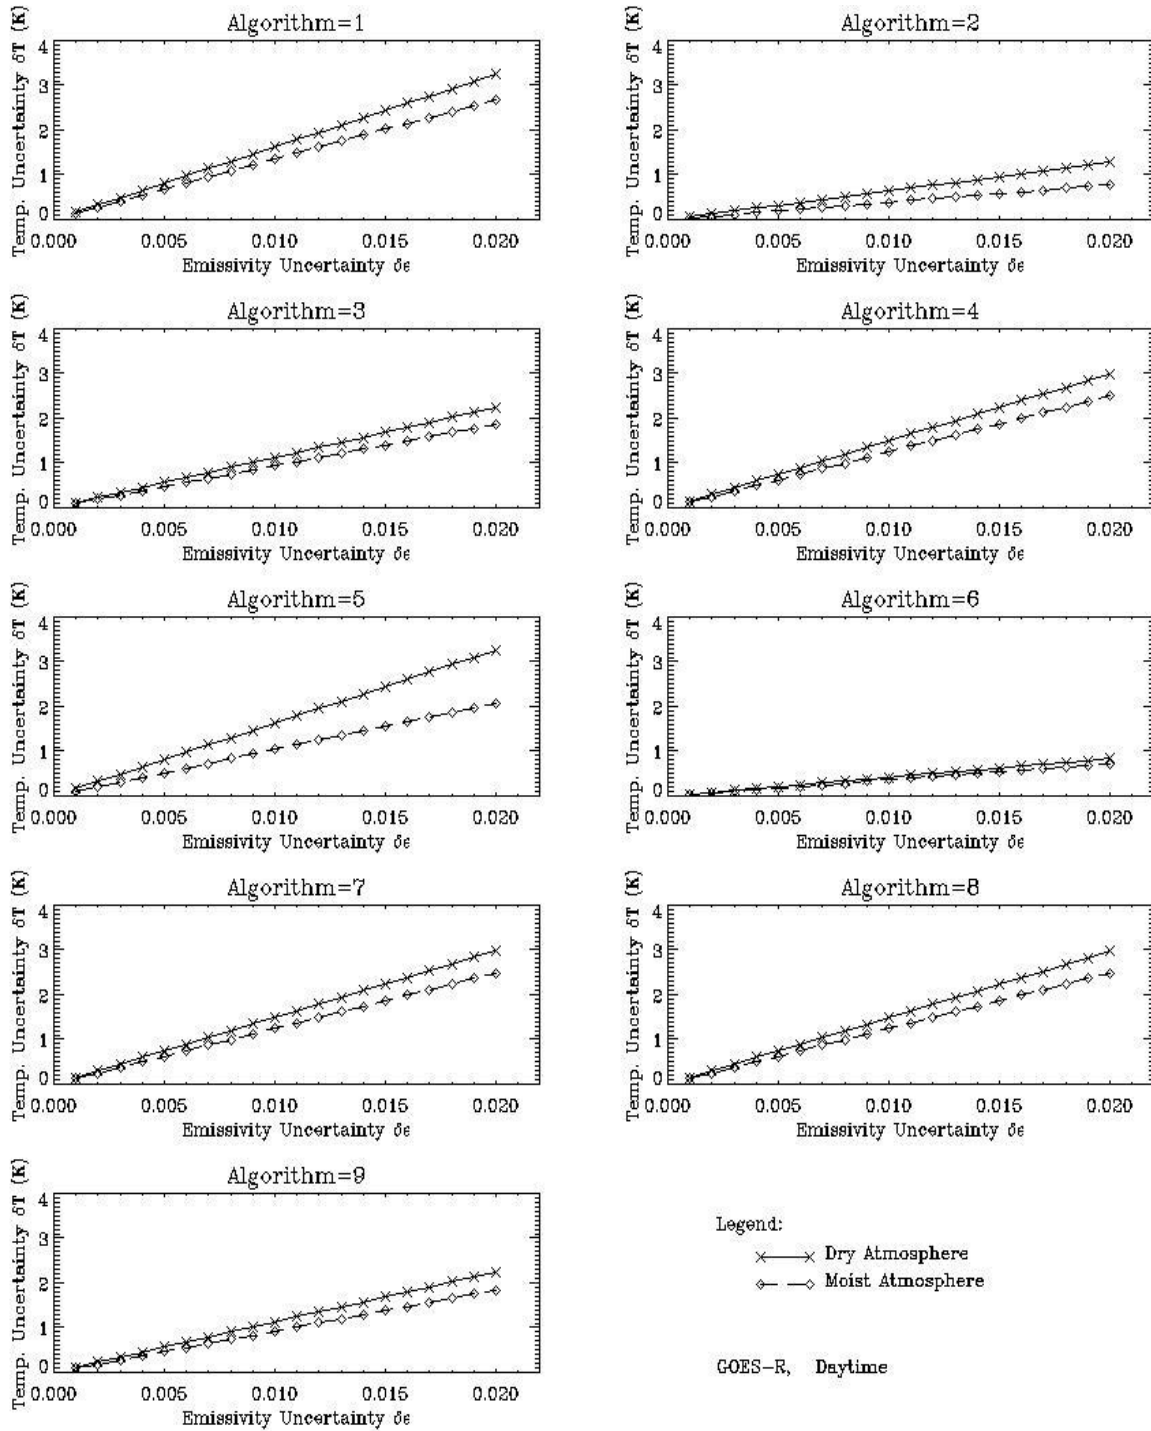 Algorithm=1
Temp. Uncertainty δT (K)
4
3
2
1
0
0.000 0.005 0.010 0.015 0.020
Emissivity Uncertainty δϵ
Algorithm=2
Temp. Uncertainty δT (K)
4
3
2
1
0
0.000 0.005 0.010 0.015 0.020
Emissivity Uncertainty δϵ
Algorithm=3
Temp. Uncertainty δT (K)
4
3
2
1
0
0.000 0.005 0.010 0.015 0.020
Emissivity Uncertainty δϵ
Algorithm=4
Temp. Uncertainty δT (K)
4
3
2
1
0
0.000 0.005 0.010 0.015 0.020
Emissivity Uncertainty δϵ
Algorithm=5
Temp. Uncertainty δT (K)
4
3
2
1
0
0.000 0.005 0.010 0.015 0.020
Emissivity Uncertainty δϵ
Algorithm=6
Temp. Uncertainty δT (K)
4
3
2
1
0
0.000 0.005 0.010 0.015 0.020
Emissivity Uncertainty δϵ
Algorithm=7
Temp. Uncertainty δT (K)
4
3
2
1
0
0.000 0.005 0.010 0.015 0.020
Emissivity Uncertainty δϵ
Algorithm=8
Temp. Uncertainty δT (K)
4
3
2
1
0
0.000 0.005 0.010 0.015 0.020
Emissivity Uncertainty δϵ
Algorithm=9
Temp. Uncertainty δT (K)
4
3
2
1
0
0.000 0.005 0.010 0.015 0.020
Emissivity Uncertainty δϵ
Legend:
Dry Atmosphere
Moist Atmosphere
GOES-R, Daytime